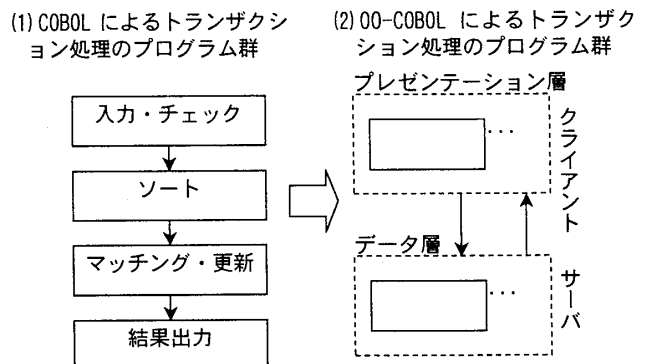 (1)COBOL によるトランザクシ
ョン処理のプログラム群
入力・チェック
ソート
マッチング・更新
結果出力
(2)OO-COBOL によるトランザク
ション処理のプログラム群
プレゼンテーション層
...
クライアント
データ層
...
サーバ